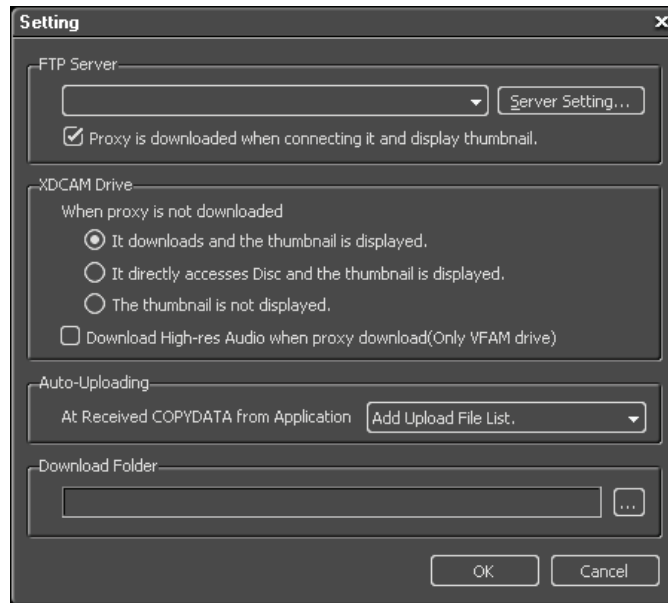 Setting
FTP Server
Server Setting...
Proxy is downloaded when connecting it and display thumbnail.
XDCAM Drive
When proxy is not downloaded
It downloads and the thumbnail is displayed.
It directly accesses Disc and the thumbnail is displayed.
The thumbnail is not displayed.
Download High-res Audio when proxy download(Only VFAM drive)
Auto-Uploading
At Received COPYDATA from Application Add Upload File List.
Download Folder
...
OK Cancel